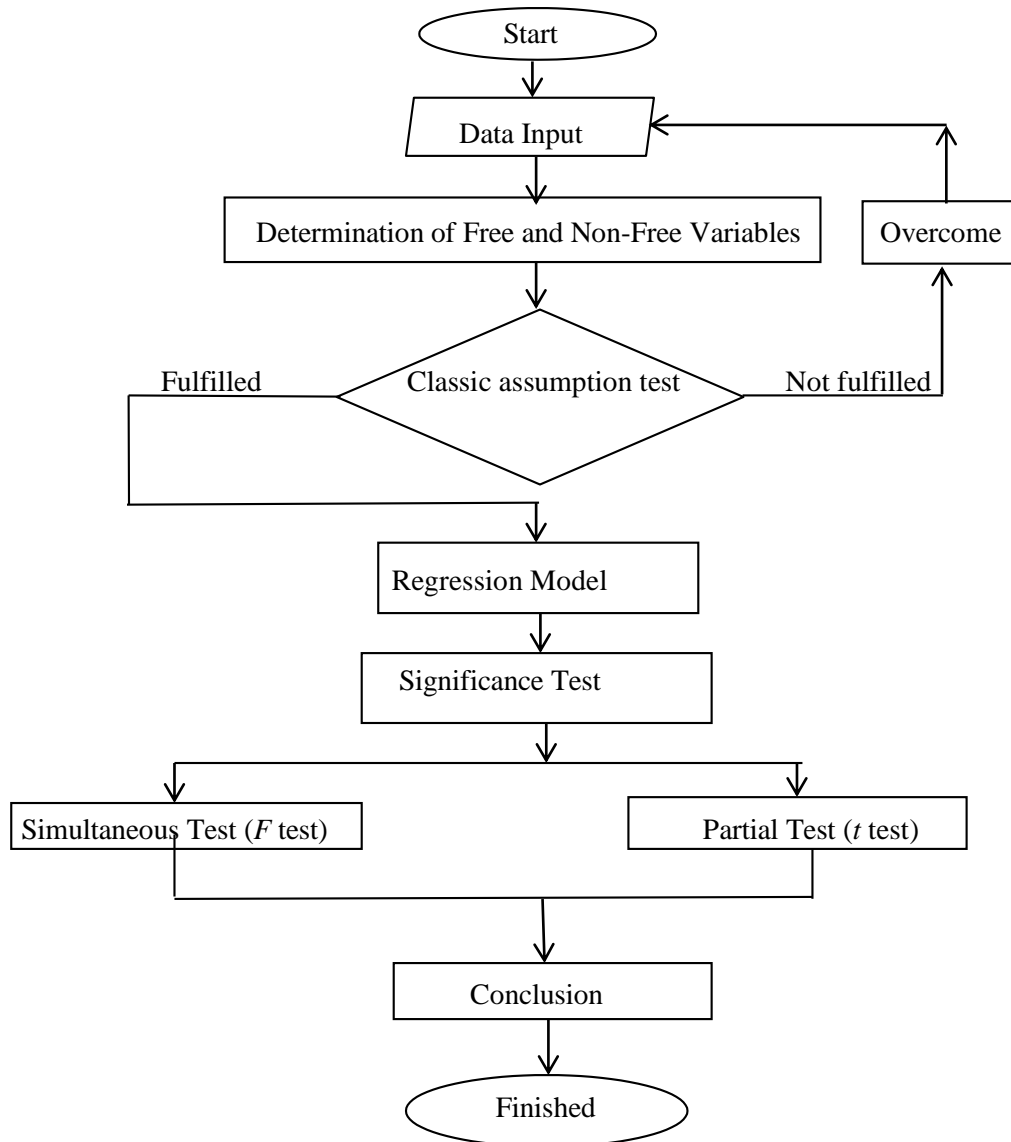 Start
Data Input
Determination of Free and Non-Free Variables
Overcome
Fulfilled
Classic assumption test
Not fulfilled
Regression Model
Significance Test
Simultaneous Test (F test)
Partial Test (t test)
Conclusion
Finished